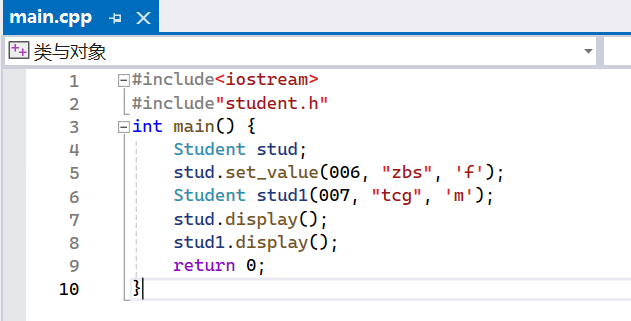 main.cpp
类与对象
1 #include<iostream>
2 #include"student.h"
3 int main() {
4 Student stud;
5 stud.set_value(006, "zbs", 'f');
6 Student stud1(007, "tcg", 'm');
7 stud.display();
8 stud1.display();
9 return 0;
10 }